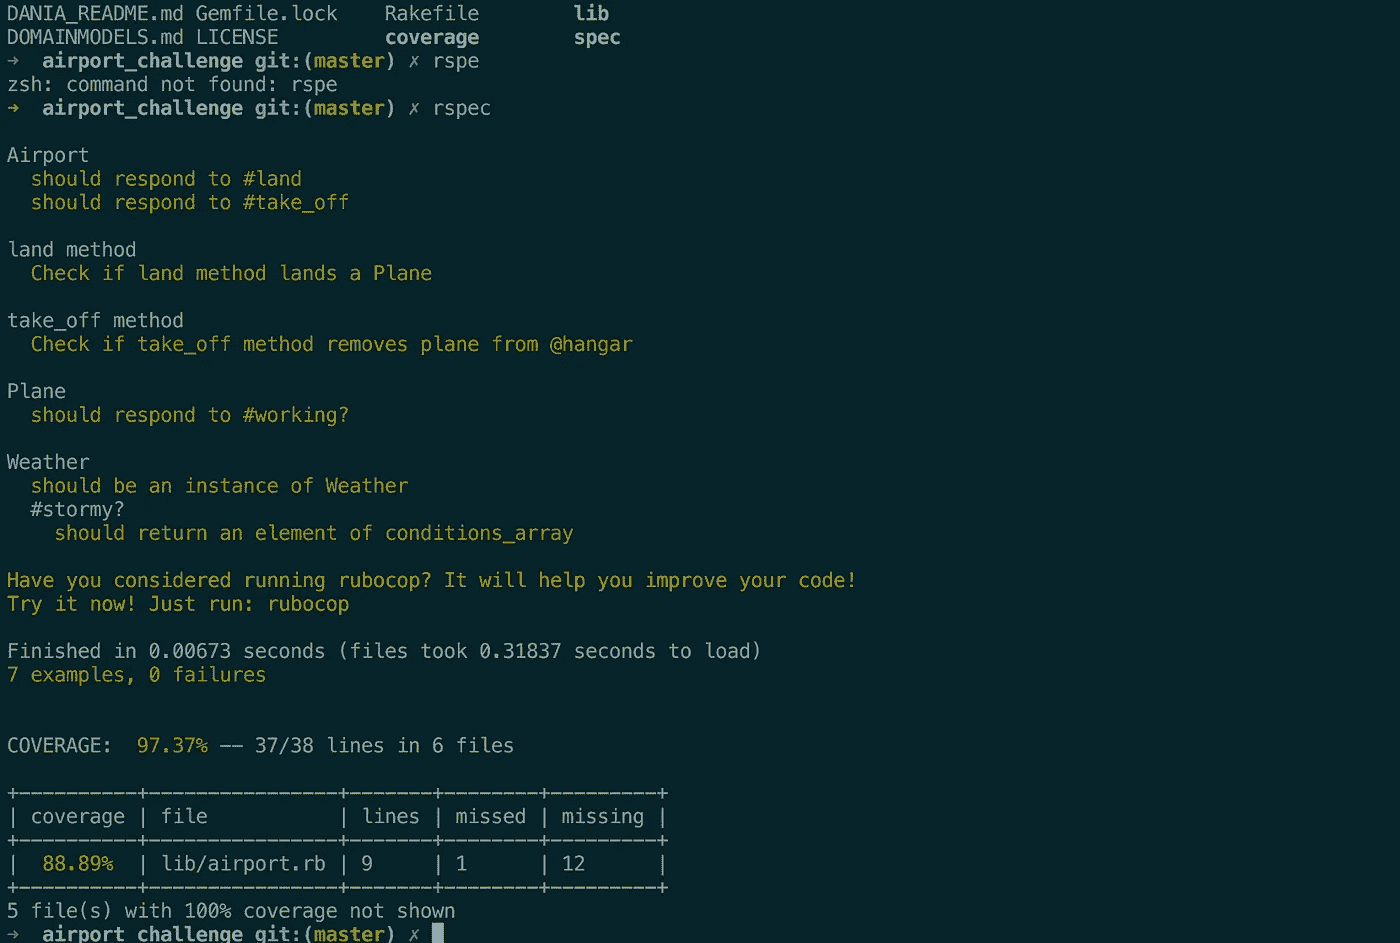 DANIA_README.md Gemfile.lock    Rakefile        lib
DOMAINMODELS.md LICENSE         coverage        spec
→  airport_challenge git:(master) ✗ rspe
zsh: command not found: rspe
→  airport_challenge git:(master) ✗ rspec
Airport
  should respond to #land
  should respond to #take_off
land method
  Check if land method lands a Plane
take_off method
  Check if take_off method removes plane from @hangar
Plane
  should respond to #working?
Weather
  should be an instance of Weather
  #stormy?
    should return an element of conditions_array
Have you considered running rubocop? It will help you improve your code!
Try it now! Just run: rubocop
Finished in 0.00673 seconds (files took 0.31837 seconds to load)
7 examples, 0 failures
COVERAGE:  97.37% -- 37/38 lines in 6 files
+----------+----------------+-------+--------+---------+
| coverage | file           | lines | missed | missing |
+----------+----------------+-------+--------+---------+
|  88.89%  | lib/airport.rb | 9     | 1      | 12      |
+----------+----------------+-------+--------+---------+
5 file(s) with 100% coverage not shown
→  airport_challenge git:(master) ✗